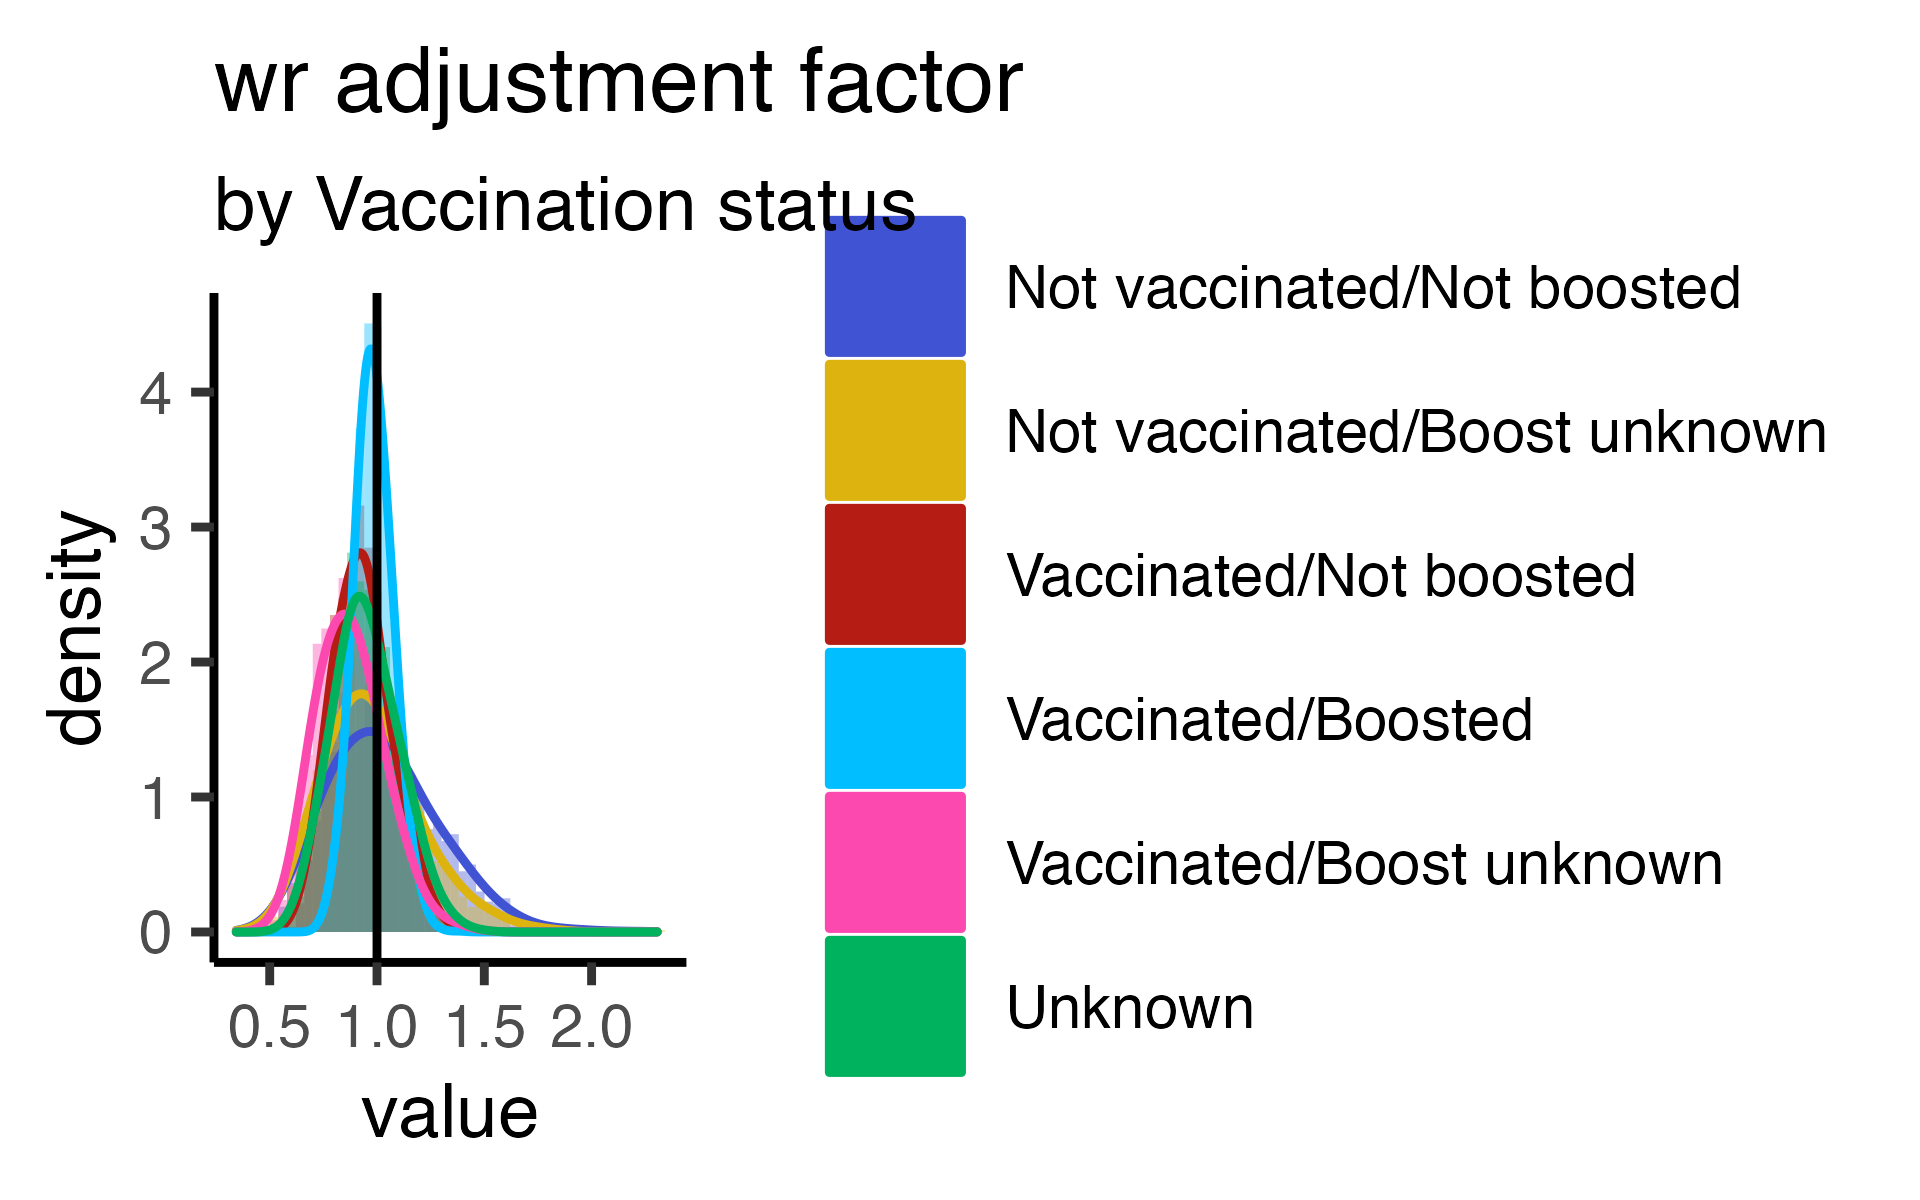 wr adjustment factor
by Vaccination status
density
4
3
2
1
0
0.5 1.0 1.5 2.0
value
Not vaccinated/Not boosted
Not vaccinated/Boost unknown
Vaccinated/Not boosted
Vaccinated/Boosted
Vaccinated/Boost unknown
Unknown